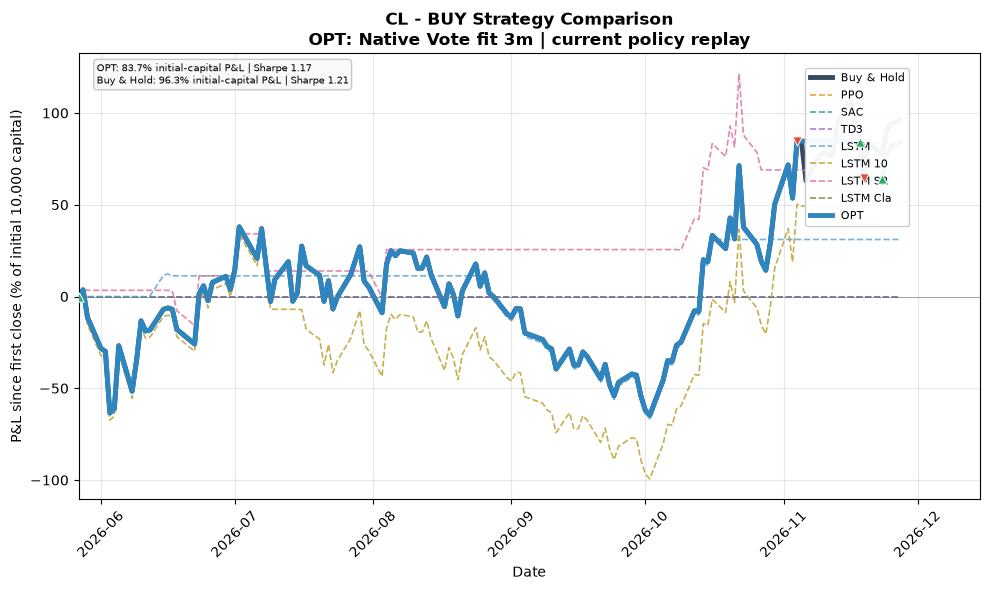 CL - BUY Strategy Comparison
OPT: Native Vote fit 3m | current policy replay
OPT: 83.7% initial-capital P&L | Sharpe 1.17
Buy & Hold: 96.3% initial-capital P&L | Sharpe 1.21
Buy & Hold
PPO
SAC
TD3
LSTM
LSTM 10
LSTM
LSTM Cla
OPT
P&L since first close (% of initial 10,000 capital)
100
50
0
−50
−100
2026-06
2026-07
2026-08
2026-09
2026-10
2026-11
2026-12
Date